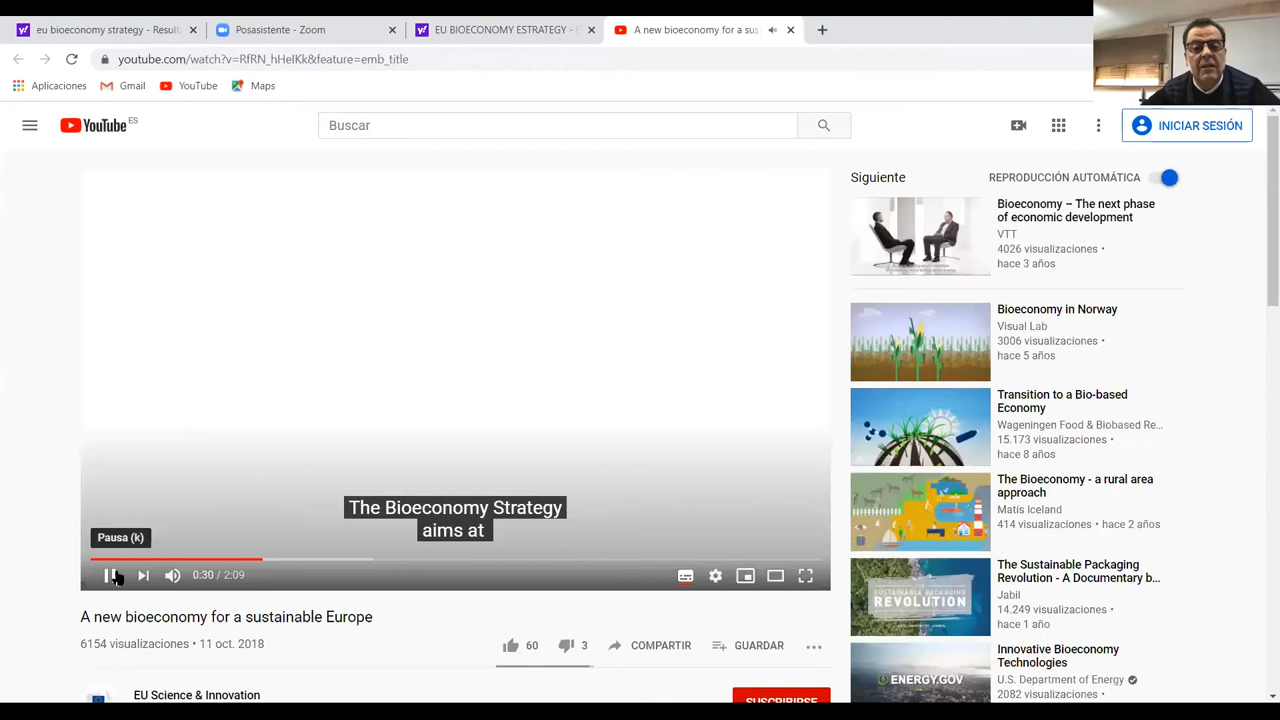 eu bioeconomy strategy - Result
Posasistente - Zoom
EU BIOECONOMY ESTRATEGY - B
A new bioeconomy for a sus
youtube.com/watch?v=RfRN_hHelKk&feature=emb_title
Aplicaciones
Gmail
YouTube
Maps
YouTube ES
Buscar
INICIAR SESIÓN
The Bioeconomy Strategy
aims at
Pausa (k)
0:30 / 2:09
A new bioeconomy for a sustainable Europe
6154 visualizaciones • 11 oct. 2018
60
3
COMPARTIR
GUARDAR
EU Science & Innovation
SUSCRIBIRSE
Siguiente
REPRODUCCIÓN AUTOMÁTICA
Bioeconomy – The next phase
of economic development
VTT
4026 visualizaciones •
hace 3 años
Bioeconomy in Norway
Visual Lab
3006 visualizaciones •
hace 5 años
Transition to a Bio-based
Economy
Wageningen Food & Biobased Re...
15.173 visualizaciones •
hace 8 años
The Bioeconomy - a rural area
approach
Matís Iceland
414 visualizaciones • hace 2 años
THE SUSTAINABLE PACKAGING
REVOLUTION
The Sustainable Packaging
Revolution - A Documentary b...
Jabil
14.249 visualizaciones •
hace 1 año
ENERGY.GOV
Innovative Bioeconomy
Technologies
U.S. Department of Energy
2082 visualizaciones •